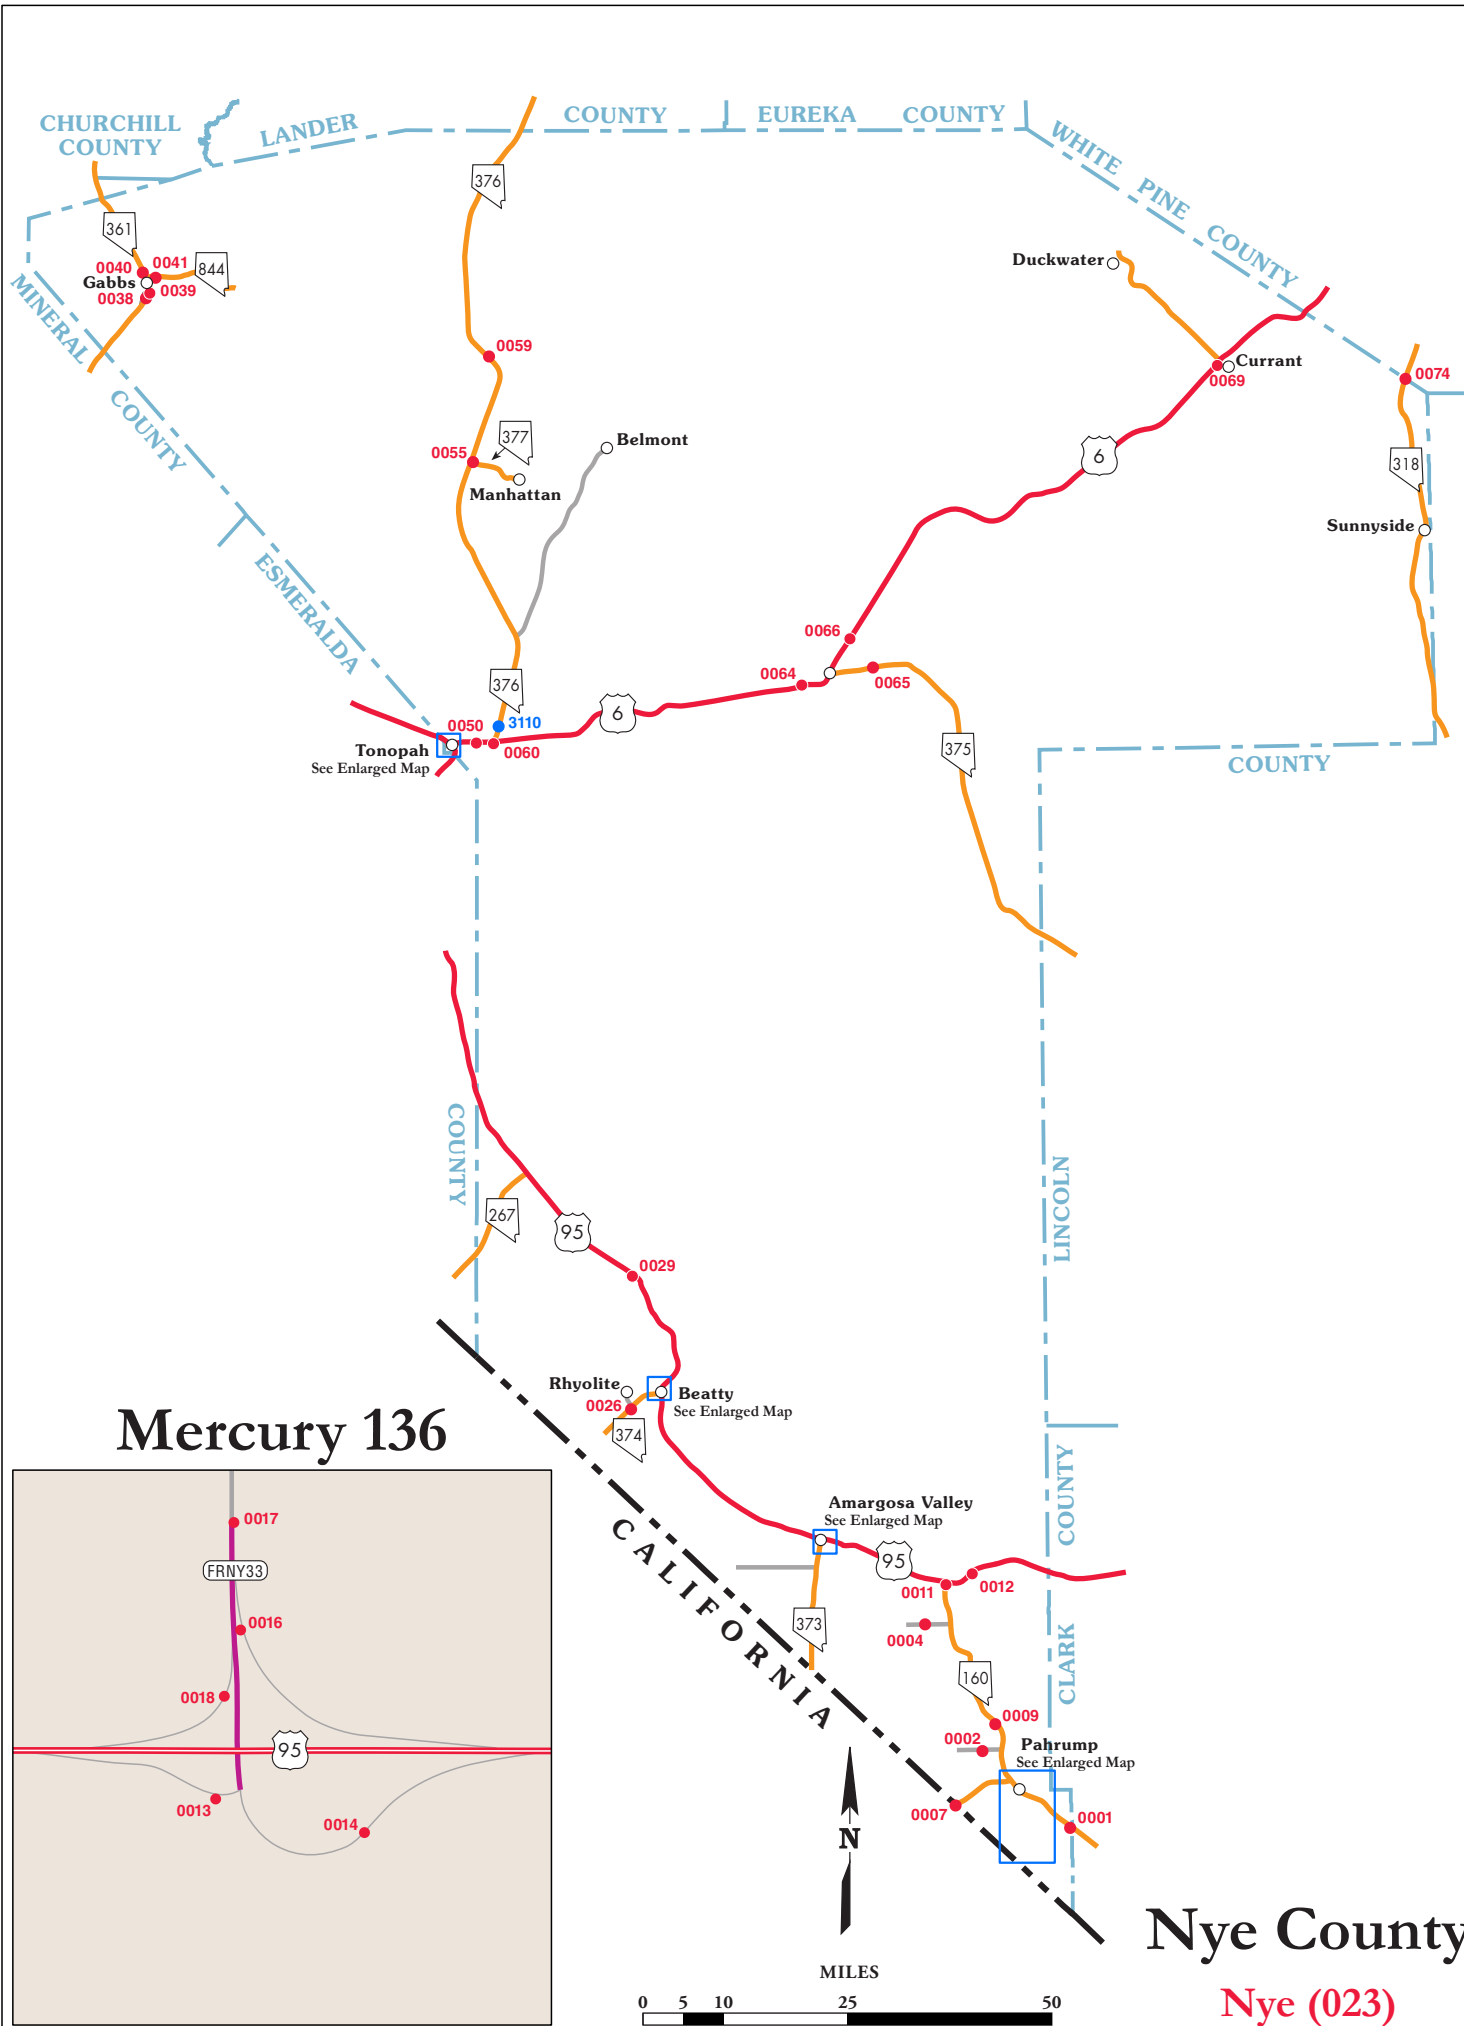 CHURCHILL
COUNTY
LANDER
COUNTY
EUREKA
COUNTY
WHITE PINE COUNTY
376
361
0040
0041
844
Gabbs
0038
0039
MINERAL
COUNTY
Duckwater
0059
Currant
0069
0074
377
Belmont
0055
Manhattan
6
318
Sunnyside
ESMERALDA
0066
0064
0065
376
0050
3110
6
Tonopah
See Enlarged Map
0060
375
COUNTY
COUNTY
LINCOLN
267
95
0029
Rhyolite
Beatty
See Enlarged Map
0026
374
Mercury 136
COUNTY
Amargosa Valley
See Enlarged Map
95
0011
0012
CALIFORNIA
0017
FRNY33
0016
373
0004
CLARK
160
0018
0009
0002
Pahrump
See Enlarged Map
95
0013
0014
0007
0001
N
Nye County
MILES
0 5 10 25 50
Nye (023)